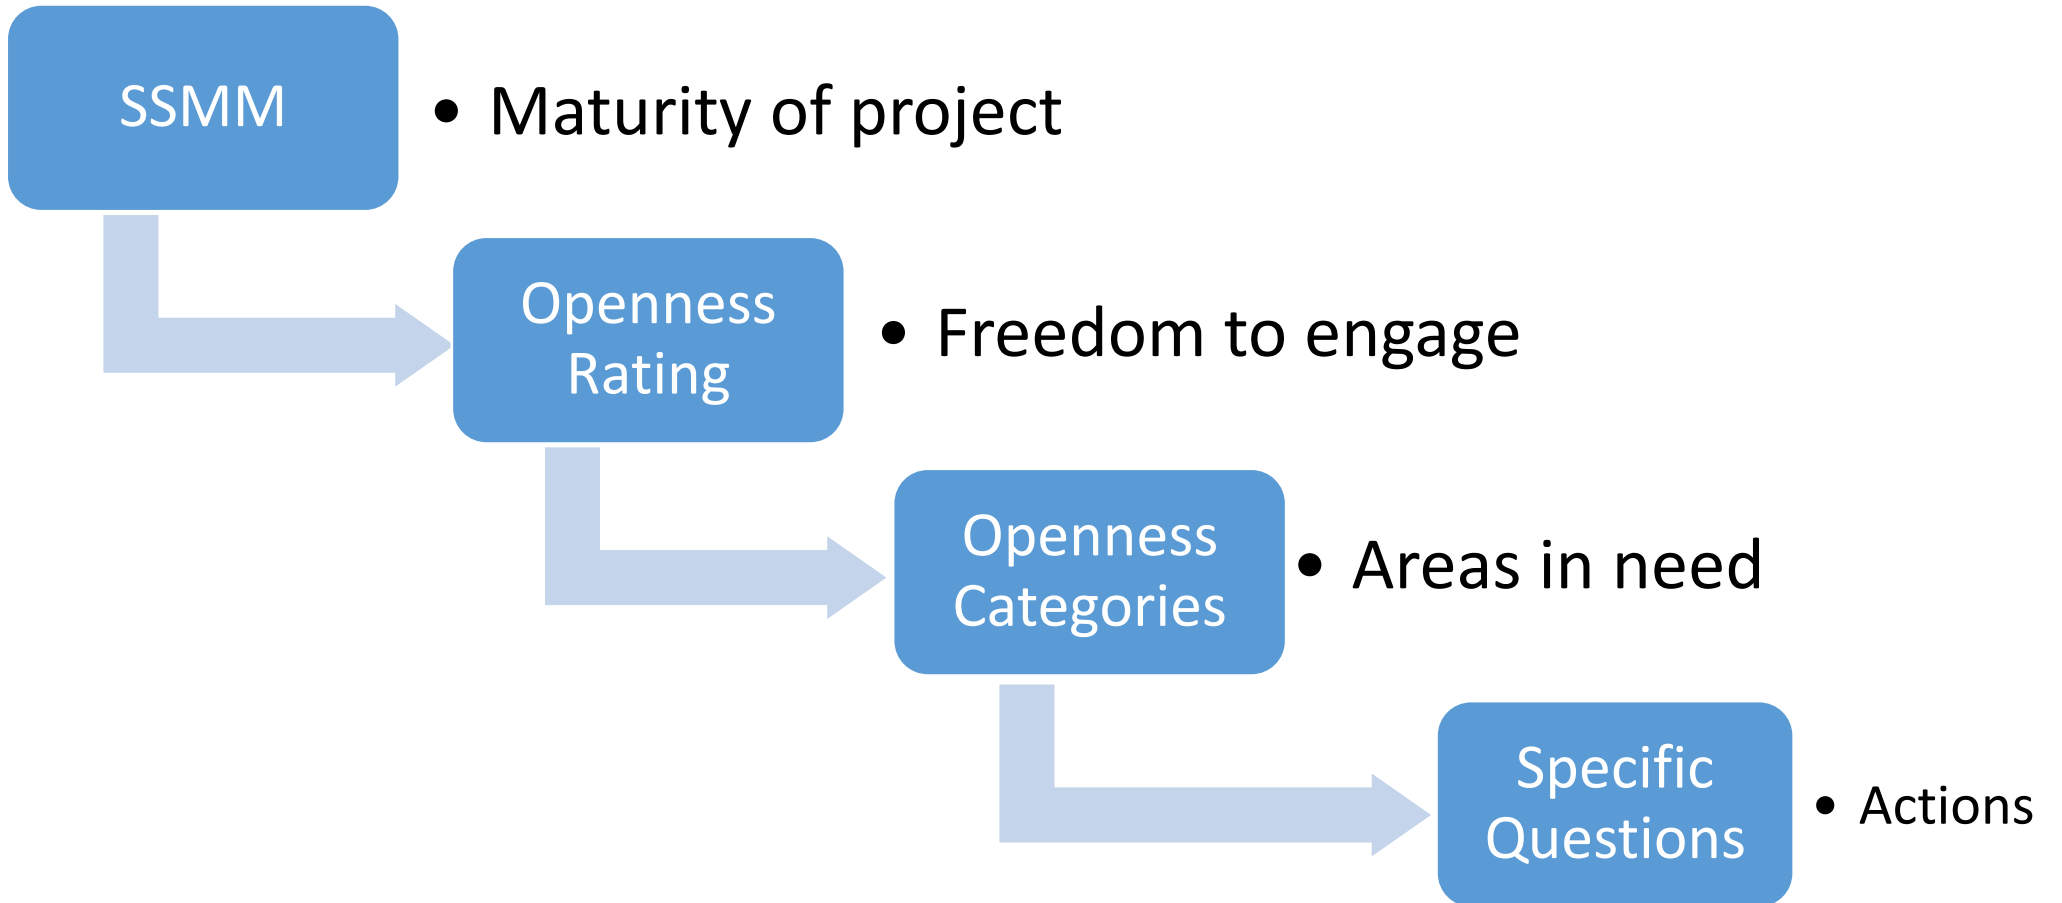 SSMM
• Maturity of project
Openness
Rating
• Freedom to engage
Openness
Categories
• Areas in need
Specific
Questions
• Actions